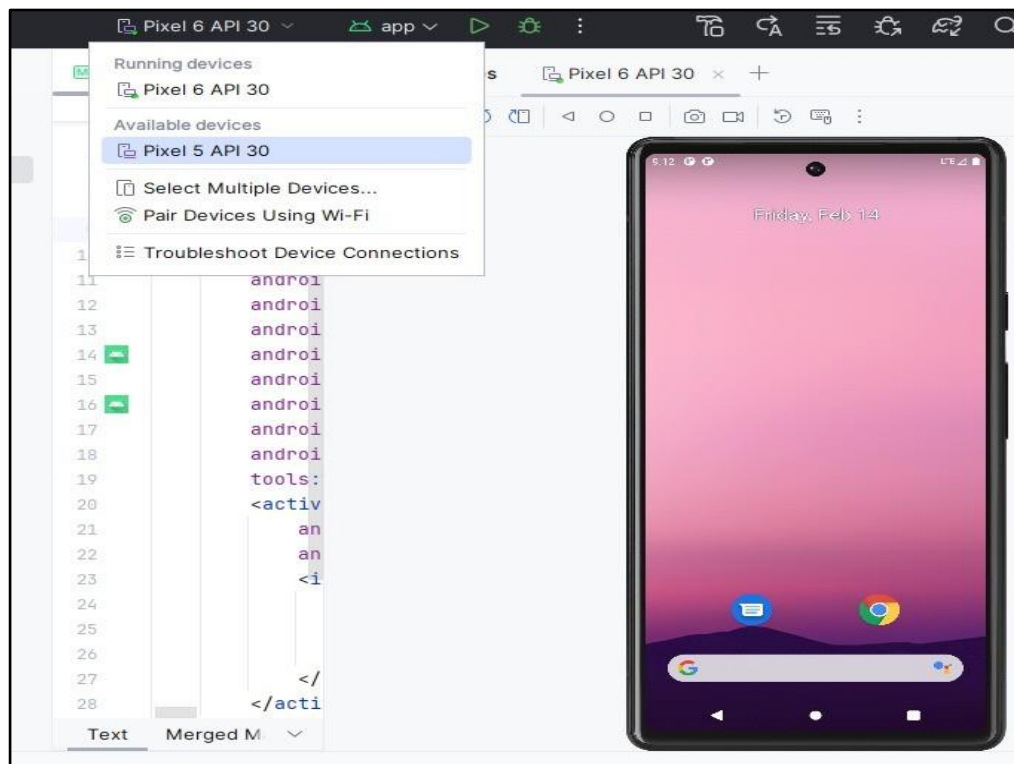 Pixel 6 API 30
app
Running devices
Pixel 6 API 30
Available devices
Pixel 5 API 30
Select Multiple Devices...
Pair Devices Using Wi-Fi
Troubleshoot Device Connections
s
Pixel 6 API 30
11 androi
12 androi
13 androi
14 androi
15 androi
16 androi
17 androi
18 androi
19 tools:
20 <activ
21 an
22 an
23 <i
24
25
26
27 </
28 </acti
Text Merged M
9:12
LTE
Friday, Feb 14